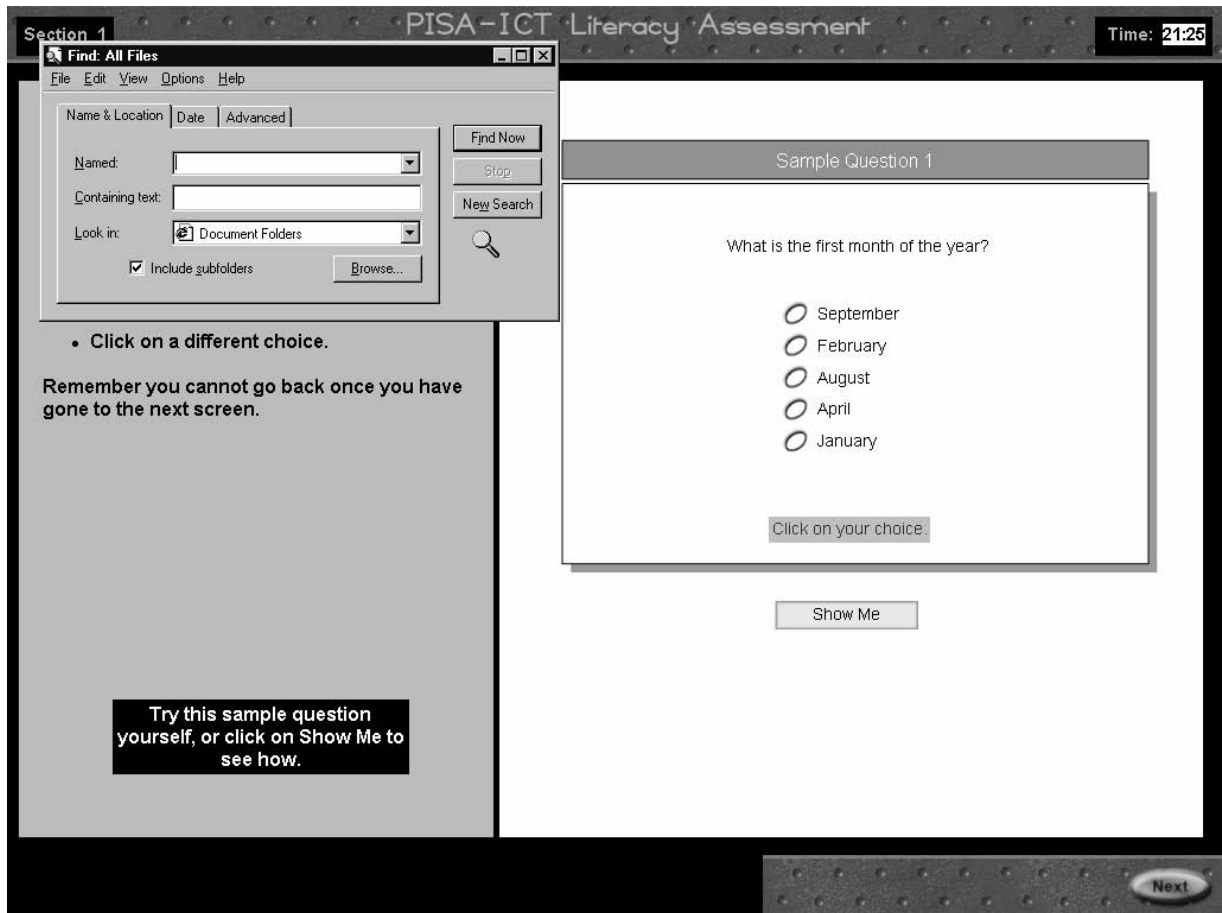 PISA-ICT Literacy Assessment
Section 1
Time: 21:25
Find: All Files
File Edit View Options Help
Name & Location Date Advanced
Named:
Containing text:
Look in: Document Folders
Include subfolders
Browse...
Find Now
Stop
New Search
• Click on a different choice.
Remember you cannot go back once you have
gone to the next screen.
Try this sample question
yourself, or click on Show Me to
see how.
Sample Question 1
What is the first month of the year?
September
February
August
April
January
Click on your choice.
Show Me
Next